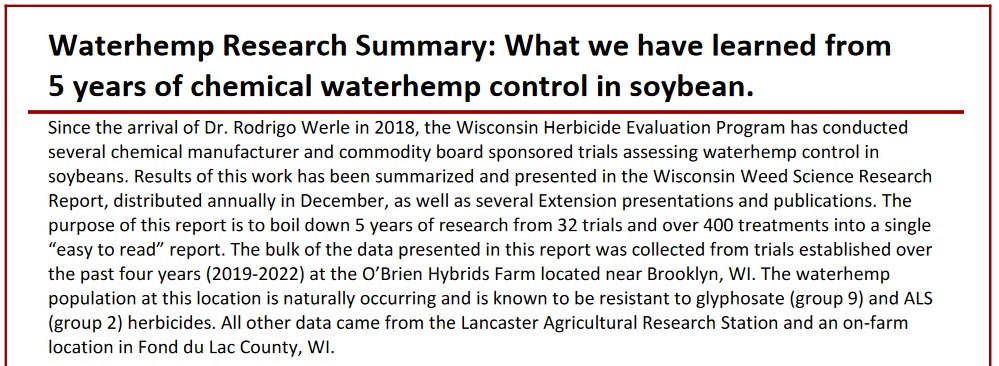 Waterhemp Research Summary: What we have learned from
5 years of chemical waterhemp control in soybean.
Since the arrival of Dr. Rodrigo Werle in 2018, the Wisconsin Herbicide Evaluation Program has conducted
several chemical manufacturer and commodity board sponsored trials assessing waterhemp control in
soybeans. Results of this work has been summarized and presented in the Wisconsin Weed Science Research
Report, distributed annually in December, as well as several Extension presentations and publications. The
purpose of this report is to boil down 5 years of research from 32 trials and over 400 treatments into a single
“easy to read” report. The bulk of the data presented in this report was collected from trials established over
the past four years (2019-2022) at the O’Brien Hybrids Farm located near Brooklyn, WI. The waterhemp
population at this location is naturally occurring and is known to be resistant to glyphosate (group 9) and ALS
(group 2) herbicides. All other data came from the Lancaster Agricultural Research Station and an on-farm
location in Fond du Lac County, WI.